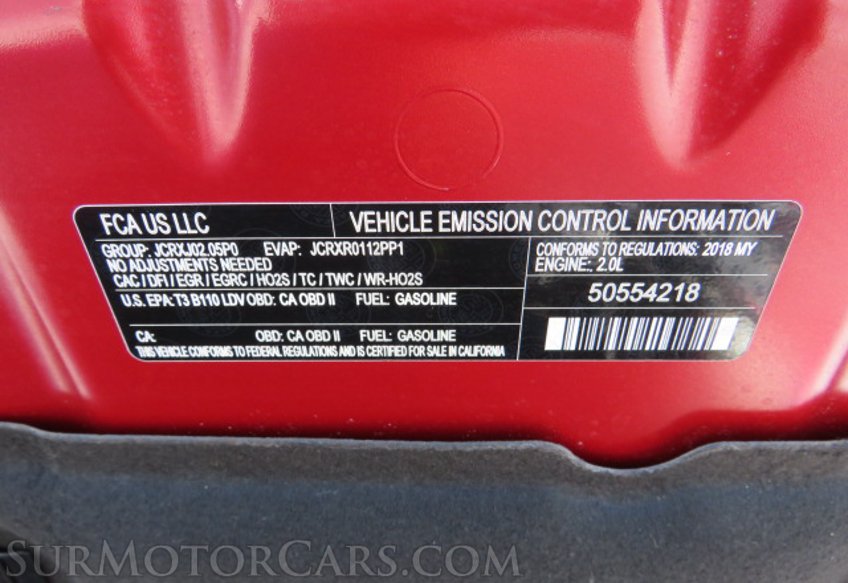 FCA US LLC
VEHICLE EMISSION CONTROL INFORMATION
GROUP: JCRXJ02.05P0 EVAP: JCRXR0112PP1
NO ADJUSTMENTS NEEDED
CAC / DFI / EGR / EGRC / HO2S / TC / TWC / WR-HO2S
U.S. EPA: T3 B110 LDV OBD: CA OBD II FUEL: GASOLINE
CA: OBD: CA OBD II FUEL: GASOLINE
THIS VEHICLE CONFORMS TO FEDERAL REGULATIONS AND IS CERTIFIED FOR SALE IN CALIFORNIA
CONFORMS TO REGULATIONS: 2018 MY
ENGINE: 2.0L
50554218
SURMOTORCARS.COM